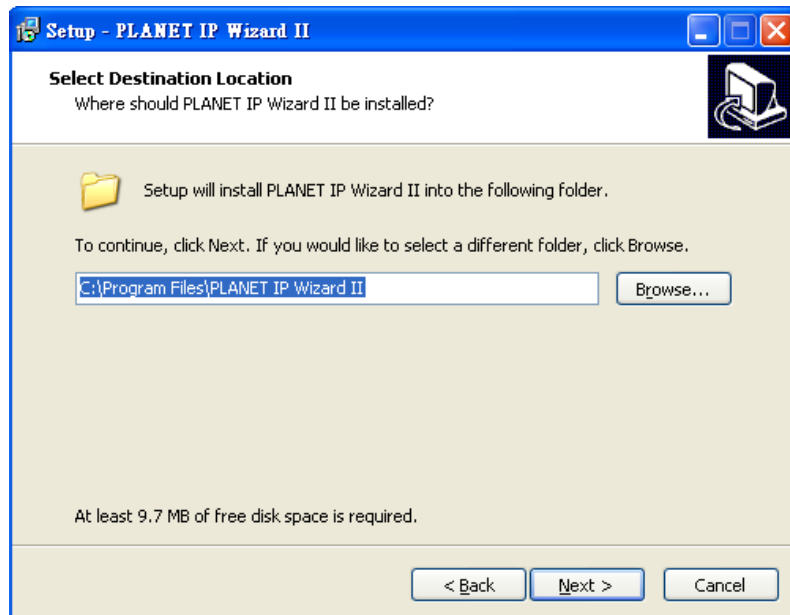 Setup - PLANET IP Wizard II
Select Destination Location
Where should PLANET IP Wizard II be installed?
Setup will install PLANET IP Wizard II into the following folder.
To continue, click Next. If you would like to select a different folder, click Browse.
C:\Program Files\PLANET IP Wizard II
Browse...
At least 9.7 MB of free disk space is required.
< Back
Next >
Cancel